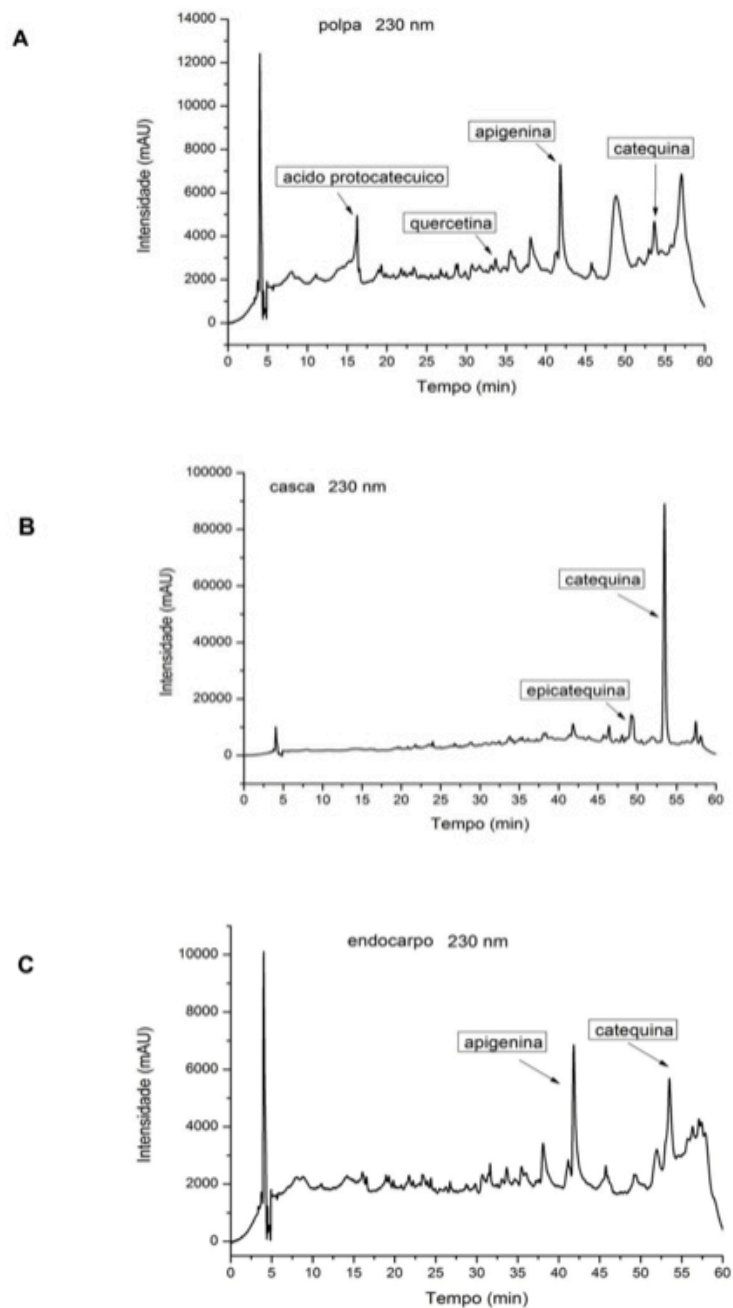 A
polpa 230 nm
14000
12000
10000
8000
6000
4000
2000
0
Intensidade (mAU)
acido protocatecuico
quercetina
apigenina
catequina
0 5 10 15 20 25 30 35 40 45 50 55 60
Tempo (min)
B
casca 230 nm
100000
80000
60000
40000
20000
0
Intensidade (mAU)
catequina
epicatequina
0 5 10 15 20 25 30 35 40 45 50 55 60
Tempo (min)
C
endocarpo 230 nm
10000
8000
6000
4000
2000
0
Intensidade (mAU)
apigenina
catequina
0 5 10 15 20 25 30 35 40 45 50 55 60
Tempo (min)